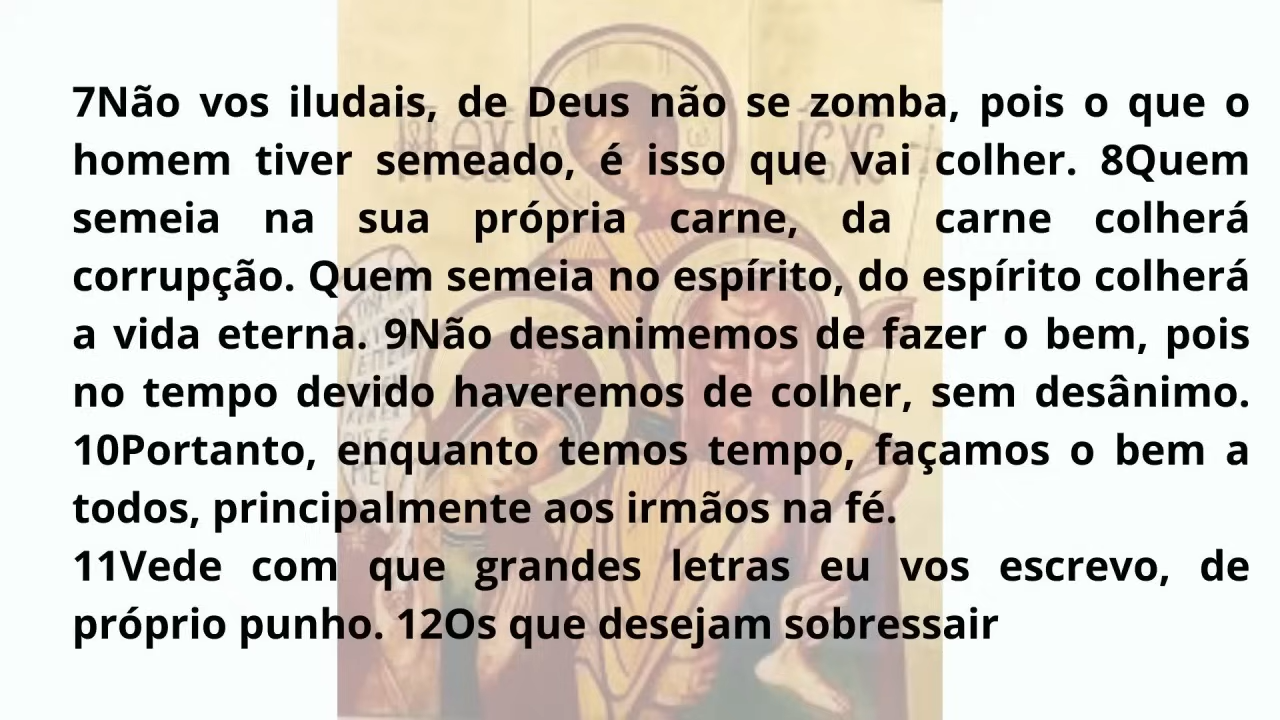 7Não vos iludais, de Deus não se zomba, pois o que o
homem tiver semeado, é isso que vai colher. 8Quem
semeia na sua própria carne, da carne colherá
corrupção. Quem semeia no espírito, do espírito colherá
a vida eterna. 9Não desanimemos de fazer o bem, pois
no tempo devido haveremos de colher, sem desânimo.
10Portanto, enquanto temos tempo, façamos o bem a
todos, principalmente aos irmãos na fé.
11Vede com que grandes letras eu vos escrevo, de
próprio punho. 12Os que desejam sobressair